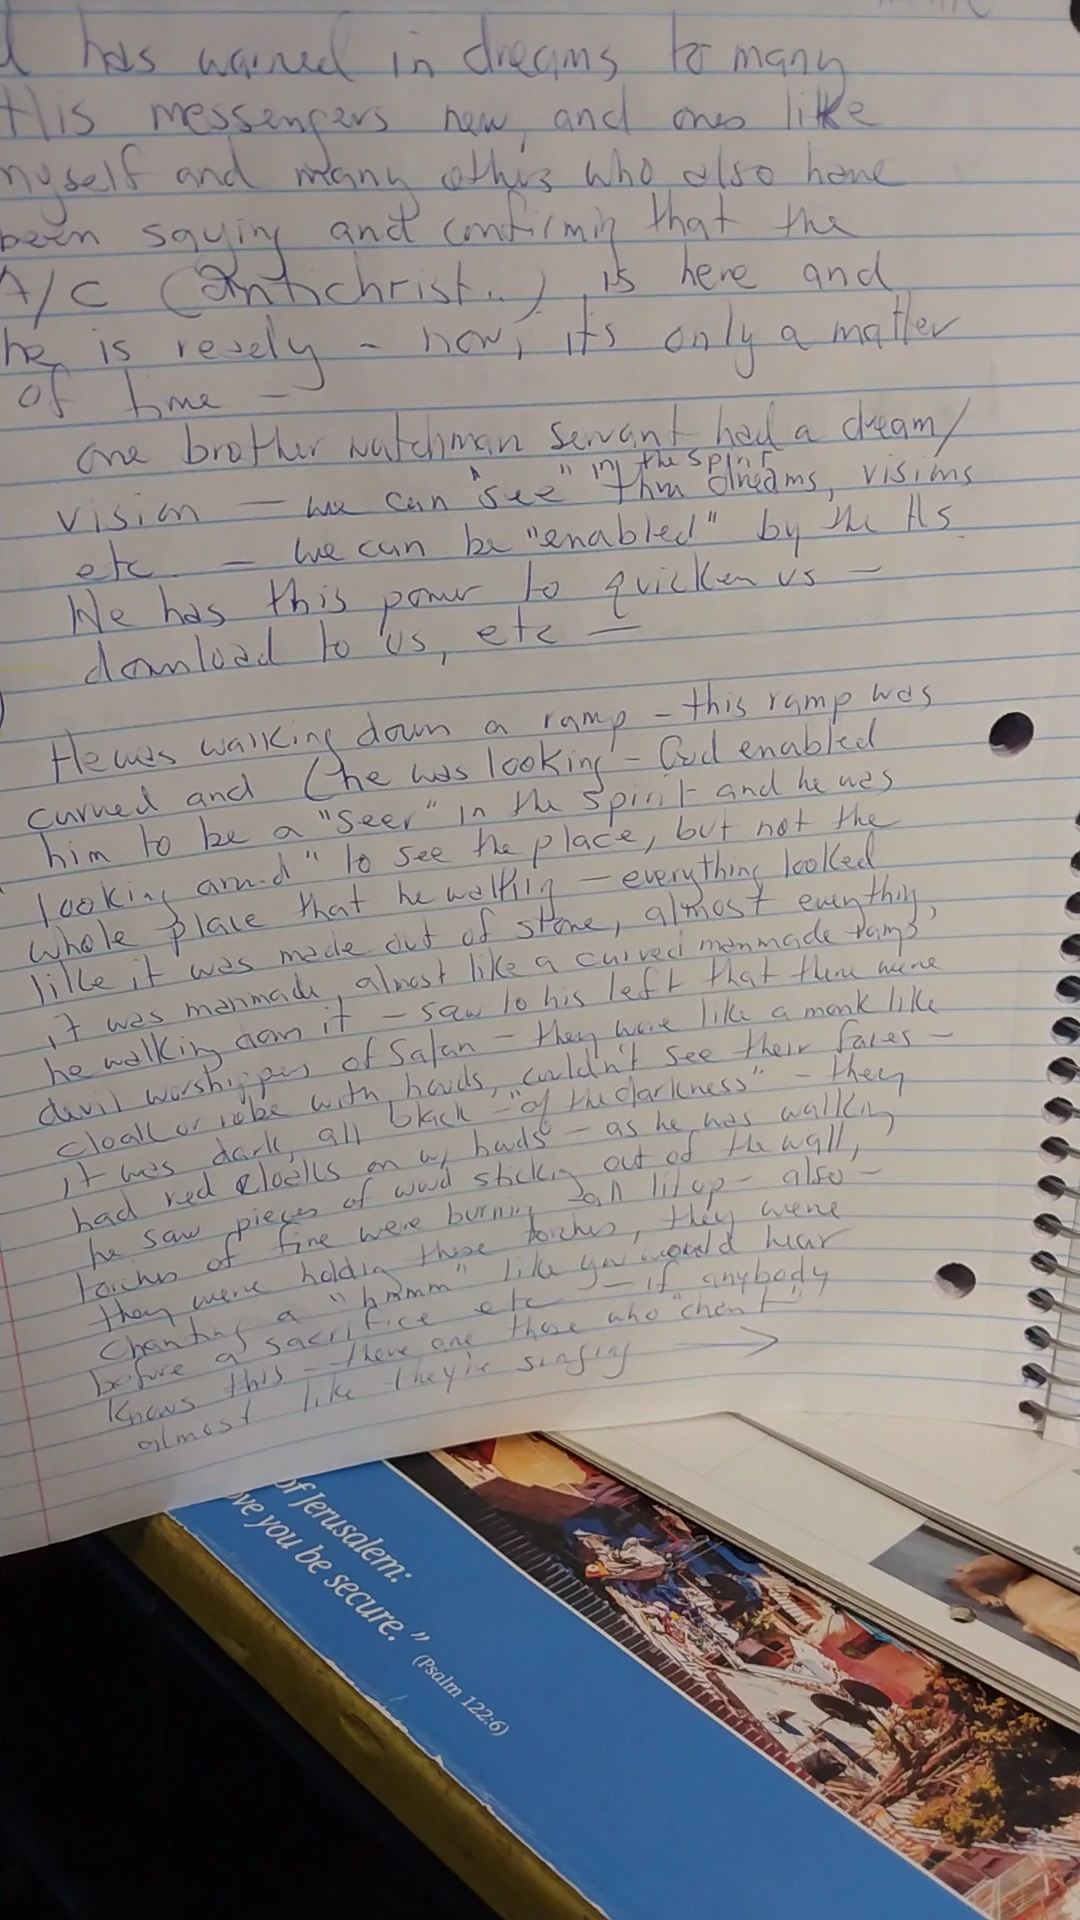 has warned in dreams to many
His messengers now, and ones like
myself and many others who also have
been saying and confirming that the
A/C (Antichrist..) is here and
he is ready - now, its only a matter
of time -
one brother watchman servant had a dream/
vision - we can "see" "in the spirit" thru dreams, visions
etc - we can be "enabled" by the HS
He has this power to quicken us -
download to us, etc -
He was walking down a ramp - this ramp was
curved and (he was looking - God enabled
him to be a "seer" in the spirit and he was
looking around" to see the place, but not the
whole place that he walking - everything looked
like it was made out of stone, almost everything,
it was manmade, almost like a curved manmade ramp
he walking down it - saw to his left that there were
devil worshippers of Satan - they were like a monk like
cloak or robe with hoods, couldn't see their faces -
it was dark, all black - "of the darkness" - they
had red cloaks on w/ hoods - as he was walking
he saw pieces of wood sticking out of the wall,
torches of fire were burning all lit up - also -
they were holding these torches, they were
chanting a "hmmm" like you would hear
before a sacrifice etc - if anybody
knows this - there are those who "chant"
almost like they're singing →
of Jerusalem:
ove you be secure."
(Psalm 122:6)